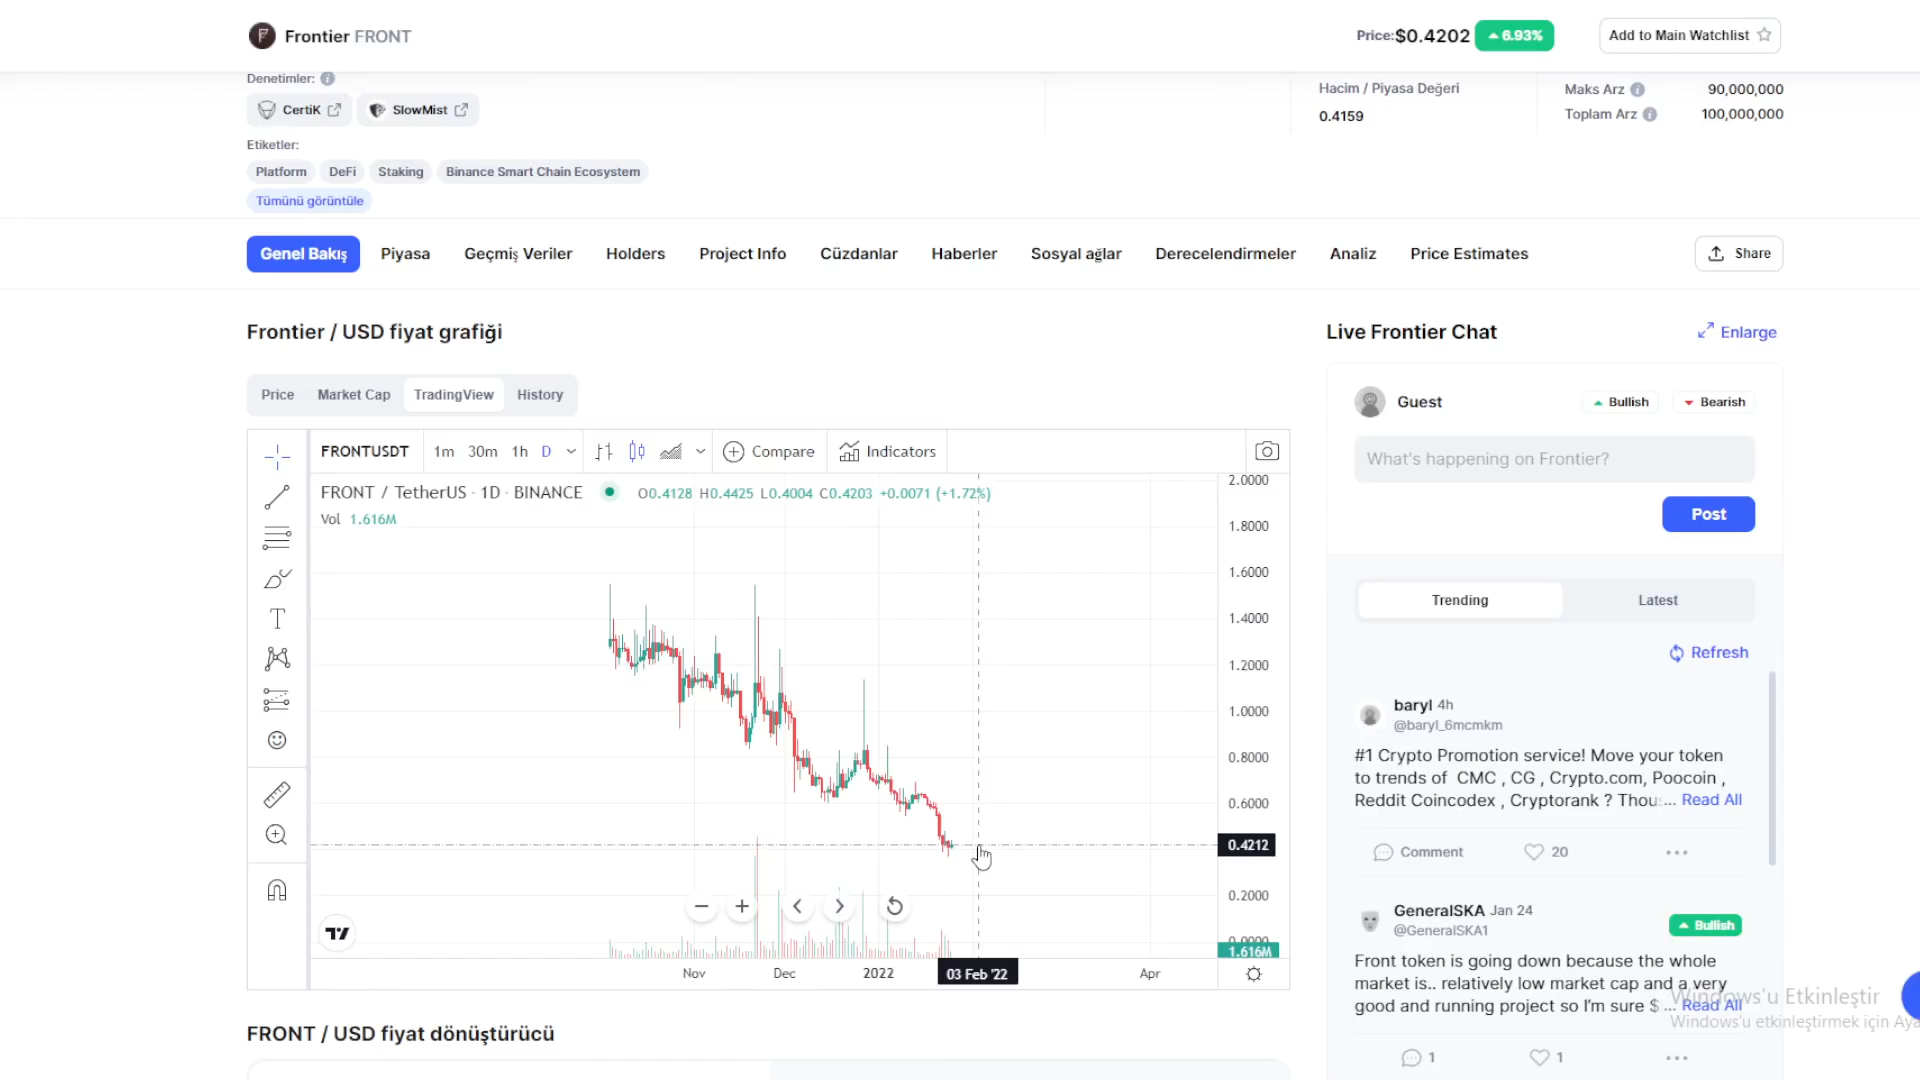 Frontier FRONT
Price:$0.4202 6.93%
Add to Main Watchlist
Denetimler:
CertiK SlowMist
Etiketler:
Platform DeFi Staking Binance Smart Chain Ecosystem
Tümünü görüntüle
Hacim / Piyasa Değeri
0.4159
Maks Arz 90,000,000
Toplam Arz 100,000,000
Genel Bakış Piyasa Geçmiş Veriler Holders Project Info Cüzdanlar Haberler Sosyal ağlar Derecelendirmeler Analiz Price Estimates Share
Frontier / USD fiyat grafiği
Price Market Cap TradingView History
FRONTUSDT 1m 30m 1h D Compare Indicators
FRONT / TetherUS · 1D · BINANCE O0.4128 H0.4425 L0.4004 C0.4203 +0.0071 (+1.72%)
Vol 1.616M
2.0000
1.8000
1.6000
1.4000
1.2000
1.0000
0.8000
0.6000
0.4212
0.2000
0.0000
1.616M
Nov Dec 2022 03 Feb '22 Apr
FRONT / USD fiyat dönüştürücü
Live Frontier Chat Enlarge
Guest Bullish Bearish
What's happening on Frontier?
Post
Trending Latest
Refresh
baryl 4h
@baryl_6mcmkm
#1 Crypto Promotion service! Move your token
to trends of CMC , CG , Crypto.com, Poocoin ,
Reddit Coincodex , Cryptorank ? Thou... Read All
Comment 20
GeneralSKA Jan 24
@GeneralSKA1
Bullish
Front token is going down because the whole
market is.. relatively low market cap and a very
good and running project so I'm sure $ ... Read All
1 1
Windows'u Etkinleştir
Windows'u etkinleştirmek için Aya